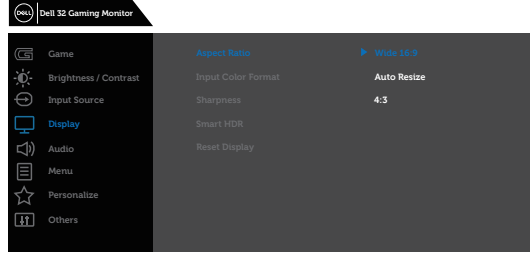 DELL
Dell 32 Gaming Monitor
Game
Brightness / Contrast
Input Source
Display
Audio
Menu
Personalize
Others
Aspect Ratio
Input Color Format
Sharpness
Smart HDR
Reset Display
Wide 16:9
Auto Resize
4:3